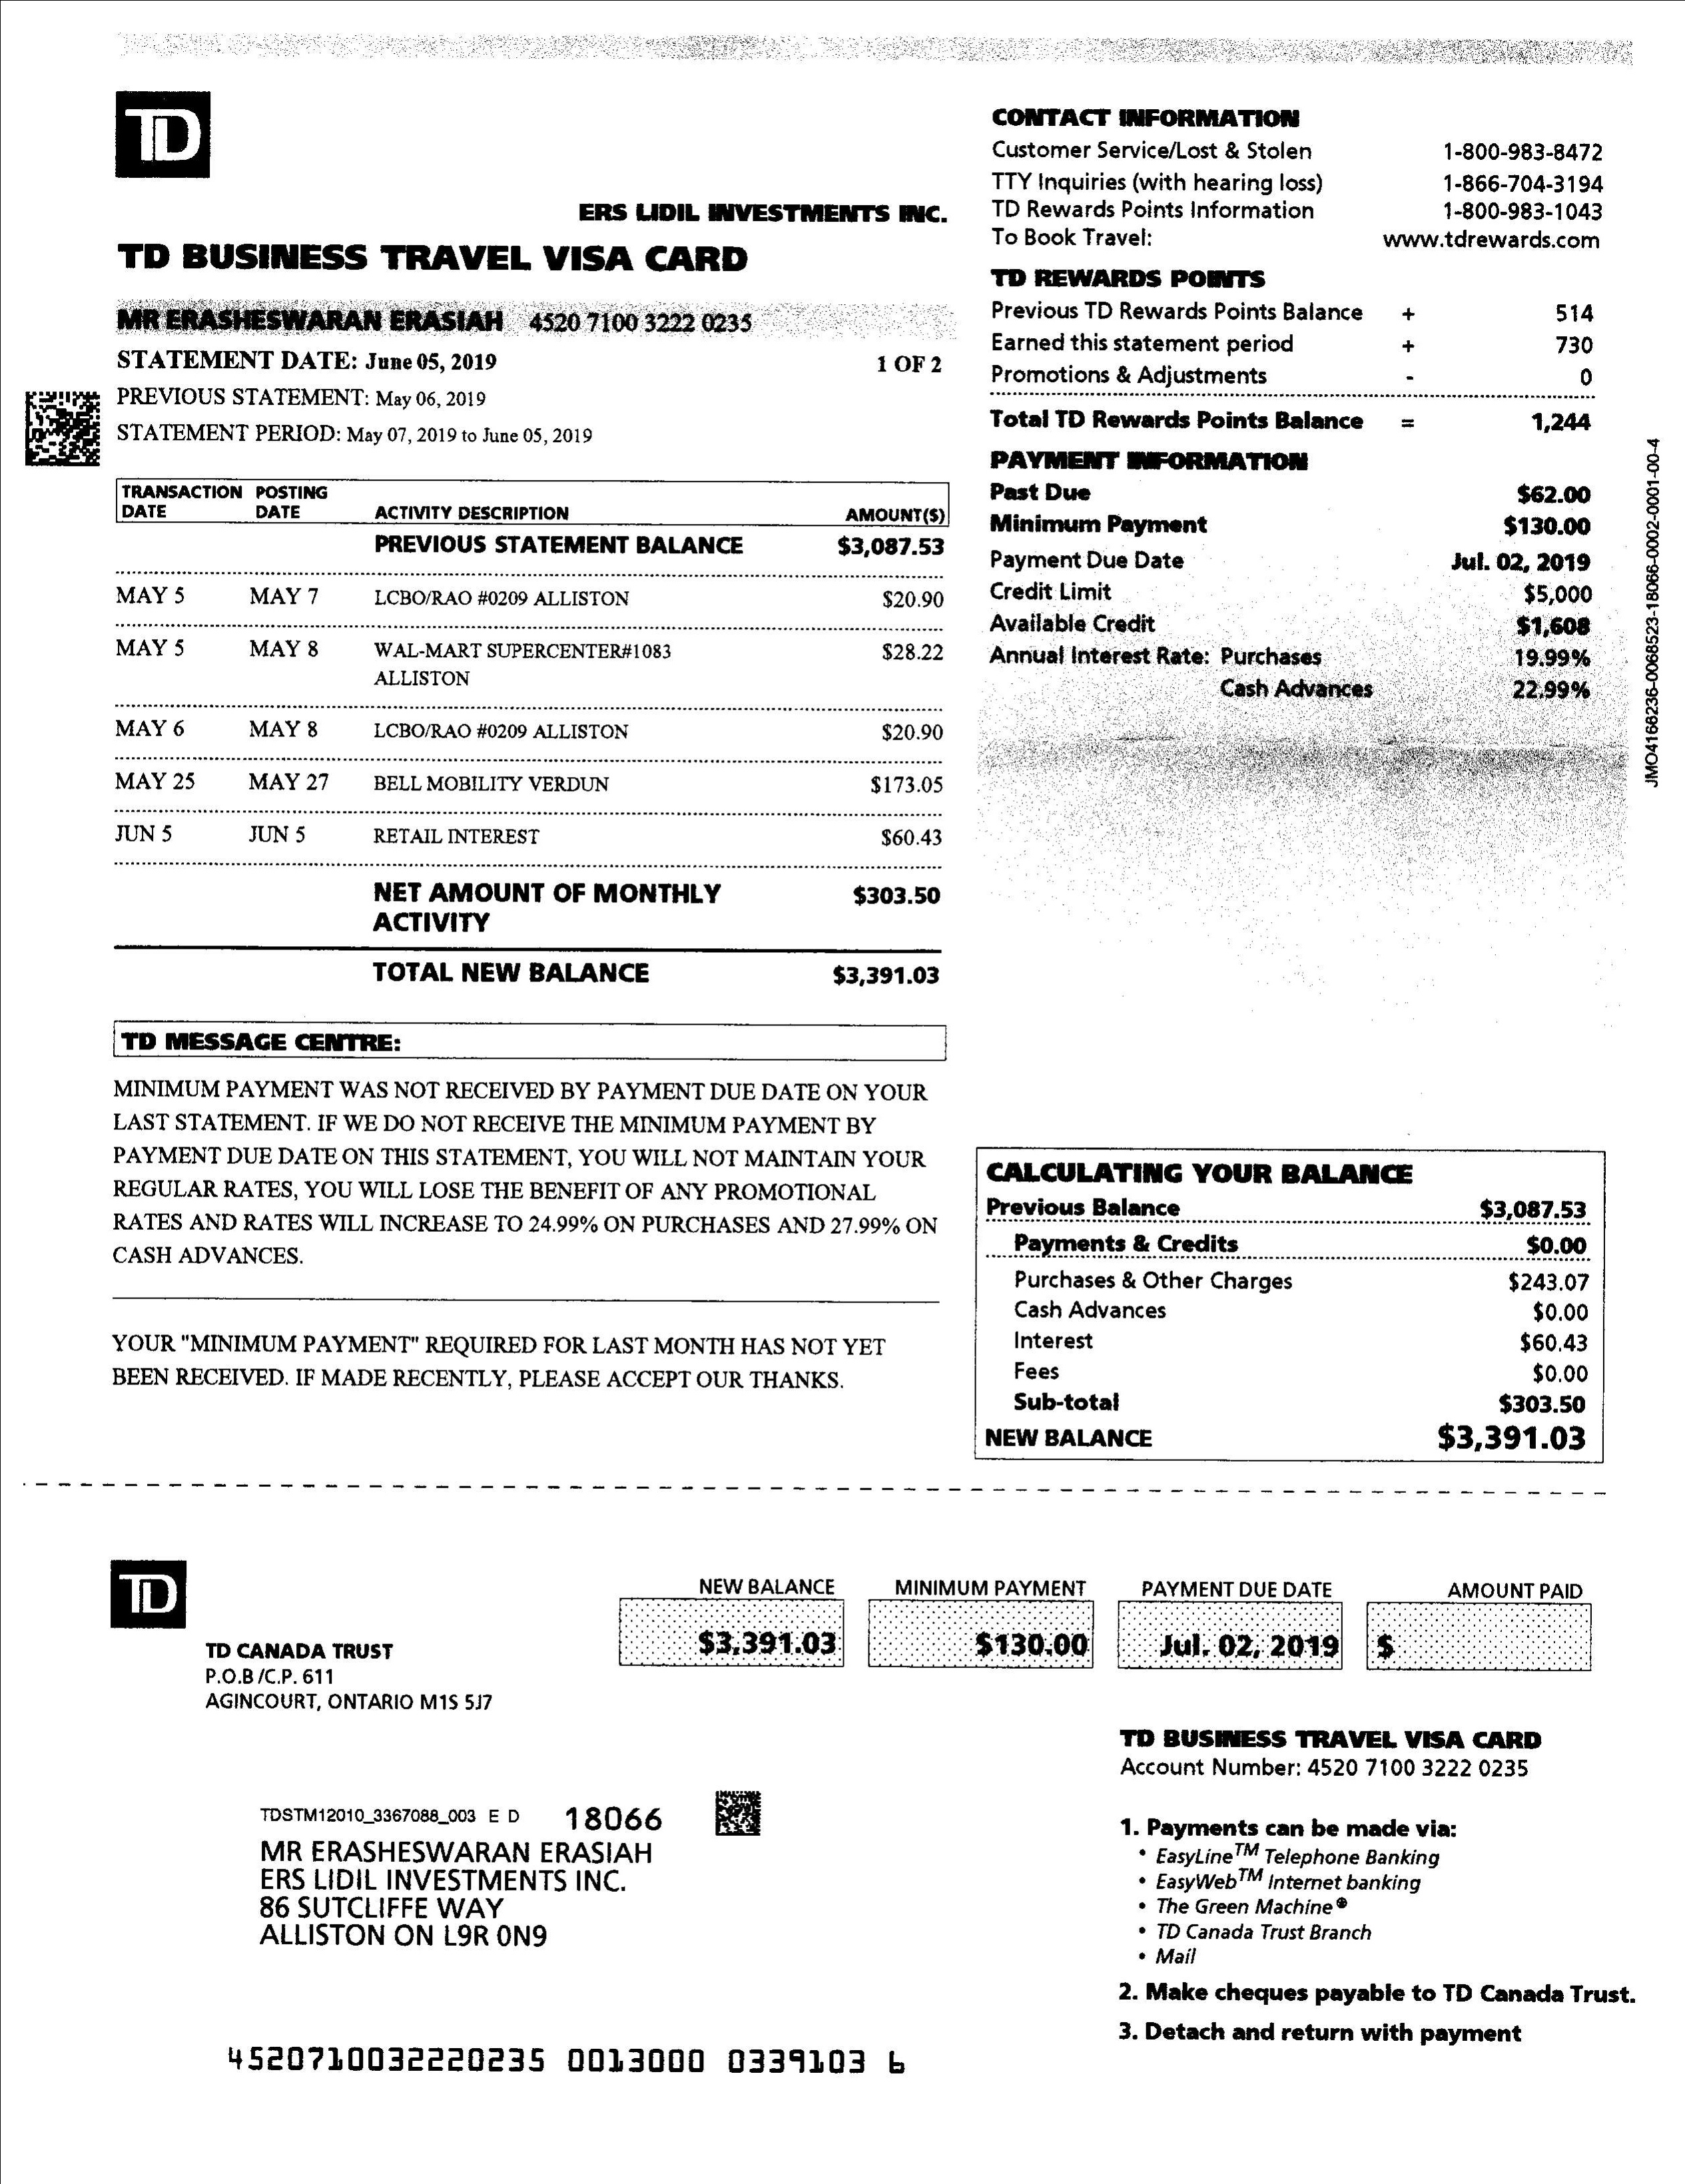 TD
ERS LIDIL INVESTMENTS INC.
TD BUSINESS TRAVEL VISA CARD
MR ERASHESWARAN ERASIAH 4520 7100 3222 0235
STATEMENT DATE: June 05, 2019 1 OF 2
PREVIOUS STATEMENT: May 06, 2019
STATEMENT PERIOD: May 07, 2019 to June 05, 2019
TRANSACTION POSTING
DATE DATE ACTIVITY DESCRIPTION AMOUNT($)
PREVIOUS STATEMENT BALANCE $3,087.53
MAY 5 MAY 7 LCBO/RAO #0209 ALLISTON $20.90
MAY 5 MAY 8 WAL-MART SUPERCENTER#1083 $28.22
ALLISTON
MAY 6 MAY 8 LCBO/RAO #0209 ALLISTON $20.90
MAY 25 MAY 27 BELL MOBILITY VERDUN $173.05
JUN 5 JUN 5 RETAIL INTEREST $60.43
NET AMOUNT OF MONTHLY $303.50
ACTIVITY
TOTAL NEW BALANCE $3,391.03
TD MESSAGE CENTRE:
MINIMUM PAYMENT WAS NOT RECEIVED BY PAYMENT DUE DATE ON YOUR
LAST STATEMENT. IF WE DO NOT RECEIVE THE MINIMUM PAYMENT BY
PAYMENT DUE DATE ON THIS STATEMENT, YOU WILL NOT MAINTAIN YOUR
REGULAR RATES, YOU WILL LOSE THE BENEFIT OF ANY PROMOTIONAL
RATES AND RATES WILL INCREASE TO 24.99% ON PURCHASES AND 27.99% ON
CASH ADVANCES.
YOUR "MINIMUM PAYMENT" REQUIRED FOR LAST MONTH HAS NOT YET
BEEN RECEIVED. IF MADE RECENTLY, PLEASE ACCEPT OUR THANKS.
CONTACT INFORMATION
Customer Service/Lost & Stolen 1-800-983-8472
TTY Inquiries (with hearing loss) 1-866-704-3194
TD Rewards Points Information 1-800-983-1043
To Book Travel: www.tdrewards.com
TD REWARDS POINTS
Previous TD Rewards Points Balance + 514
Earned this statement period + 730
Promotions & Adjustments - 0
Total TD Rewards Points Balance = 1,244
PAYMENT INFORMATION
Past Due $62.00
Minimum Payment $130.00
Payment Due Date Jul. 02, 2019
Credit Limit $5,000
Available Credit $1,608
Annual Interest Rate: Purchases 19.99%
Cash Advances 22.99%
JMO4166236-0068523-18066-0002-0001-00-4
CALCULATING YOUR BALANCE
Previous Balance $3,087.53
Payments & Credits $0.00
Purchases & Other Charges $243.07
Cash Advances $0.00
Interest $60.43
Fees $0.00
Sub-total $303.50
NEW BALANCE $3,391.03
TD
TD CANADA TRUST
P.O.B /C.P. 611
AGINCOURT, ONTARIO M1S 5J7
NEW BALANCE MINIMUM PAYMENT PAYMENT DUE DATE AMOUNT PAID
$3,391.03 $130.00 Jul. 02, 2019 $
TDSTM12010_3367088_003 E D 18066
MR ERASHESWARAN ERASIAH
ERS LIDIL INVESTMENTS INC.
86 SUTCLIFFE WAY
ALLISTON ON L9R 0N9
TD BUSINESS TRAVEL VISA CARD
Account Number: 4520 7100 3222 0235
1. Payments can be made via:
• EasyLine™ Telephone Banking
• EasyWeb™ Internet banking
• The Green Machine®
• TD Canada Trust Branch
• Mail
2. Make cheques payable to TD Canada Trust.
3. Detach and return with payment
4520710032220235 0013000 0339103 6